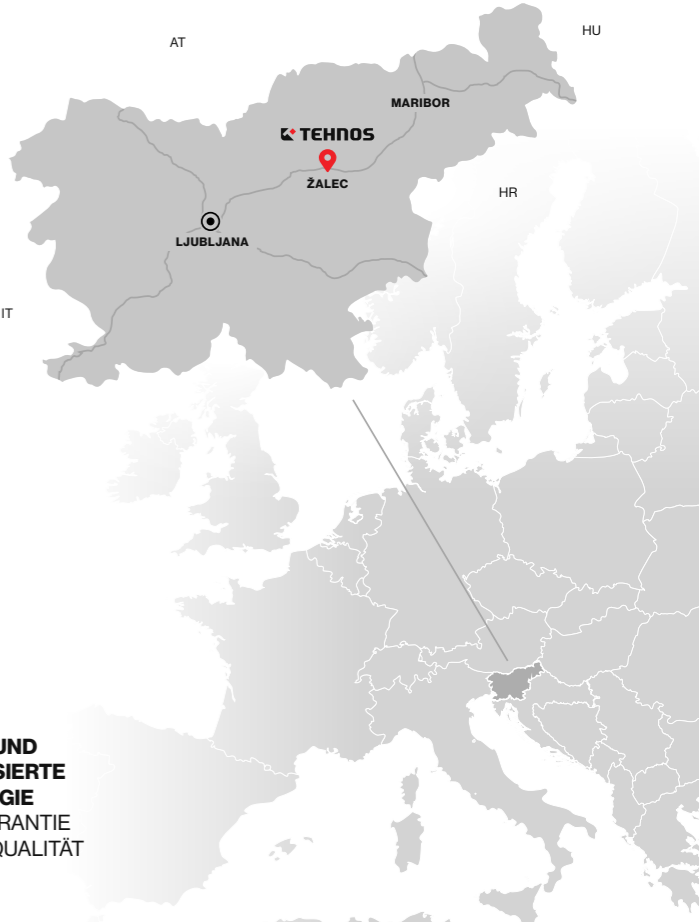 AT
HU
MARIBOR
TEHNOS
ŽALEC
HR
LJUBLJANA
IT
UND
SIERTE
GIE
RANTIE
QUALITÄT